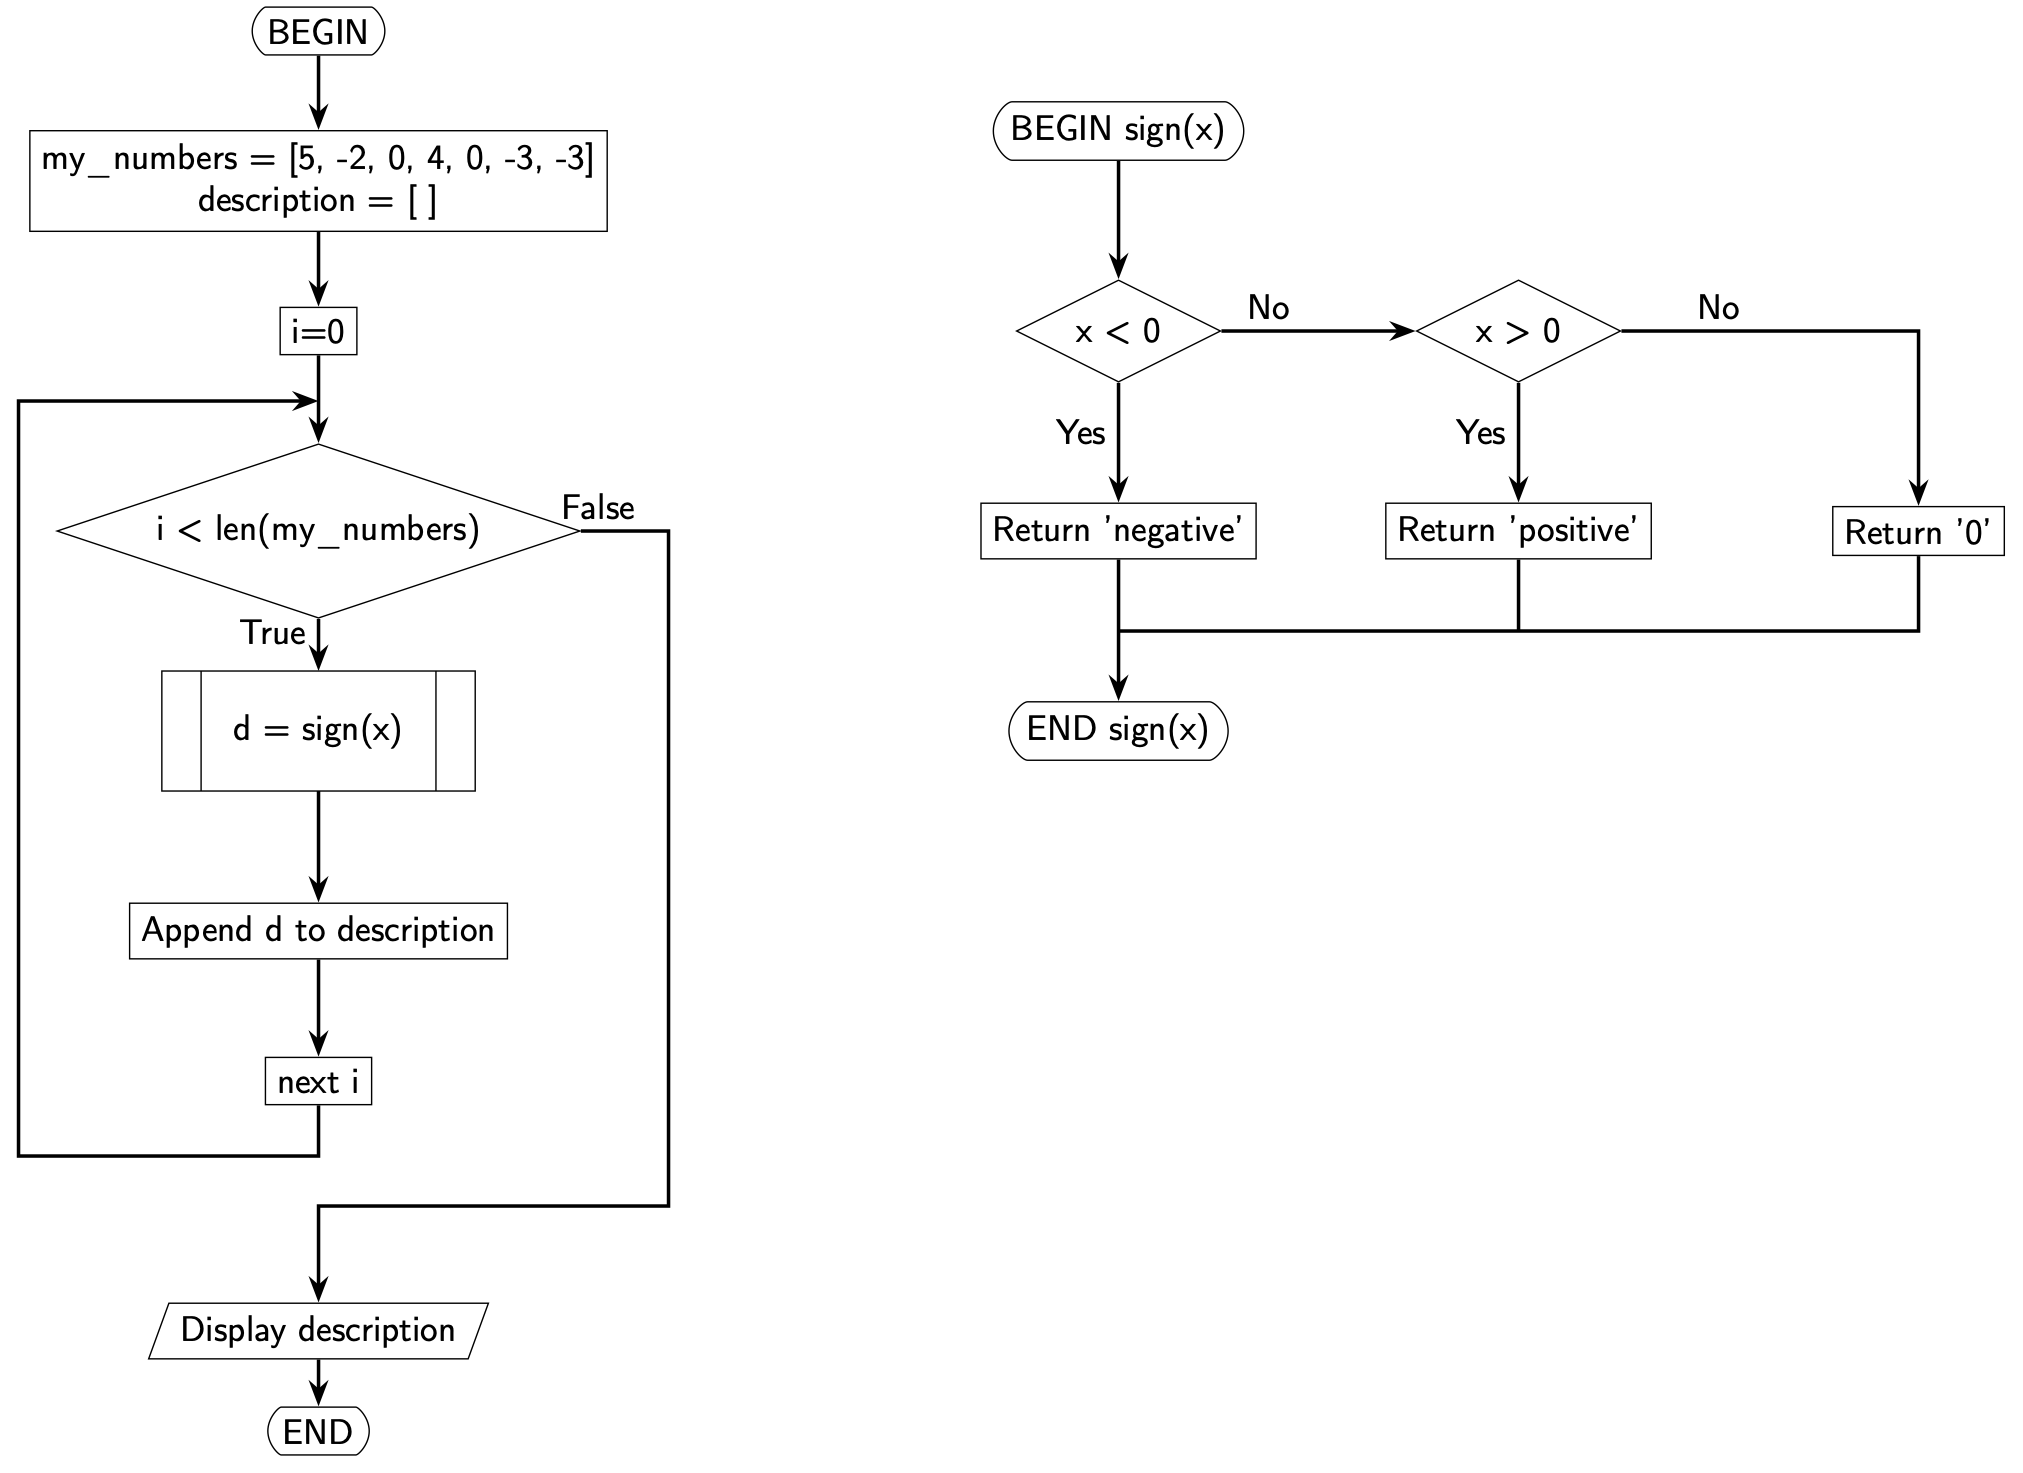 BEGIN
my_numbers = [5, -2, 0, 4, 0, -3, -3]
description = [ ]
i=0
i < len(my_numbers)
False
True
d = sign(x)
Append d to description
next i
Display description
END
BEGIN sign(x)
x < 0
No
x > 0
No
Yes
Yes
Return 'negative'
Return 'positive'
Return '0'
END sign(x)